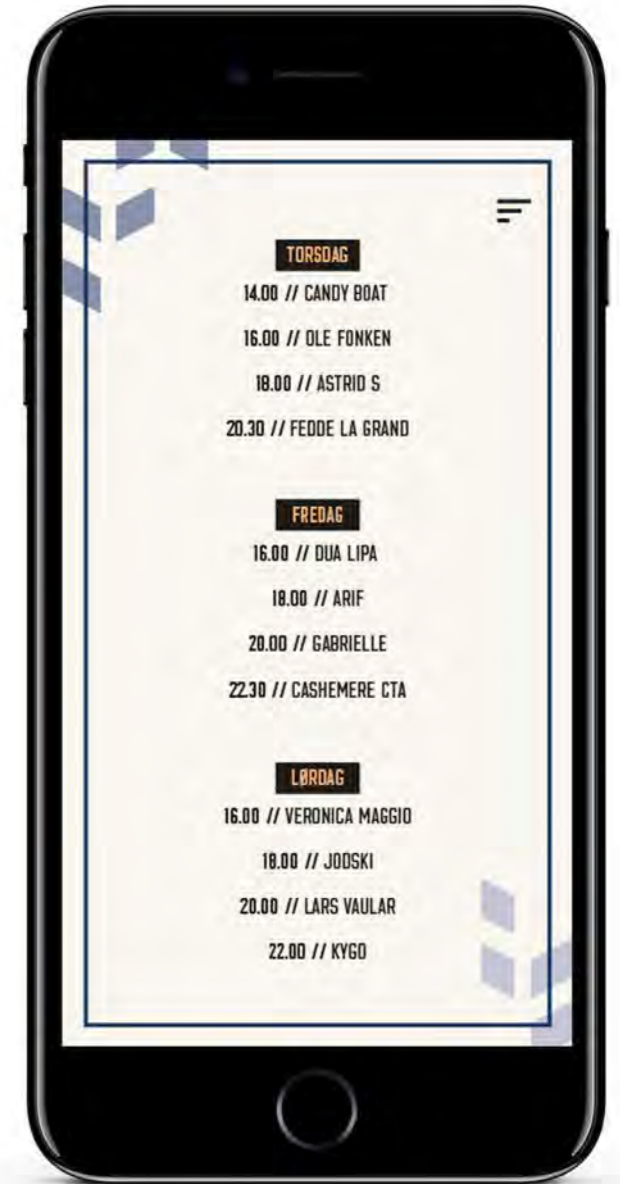 TORSDAG
14.00 // CANDY BOAT
16.00 // OLE FONKEN
18.00 // ASTRID S
20.30 // FEDDE LA GRAND
FREDAG
16.00 // DUA LIPA
18.00 // ARIF
20.00 // GABRIELLE
22.30 // CASHEMERE CTA
LØRDAG
16.00 // VERONICA MAGGIO
18.00 // JODSKI
20.00 // LARS VAULAR
22.00 // KYGO